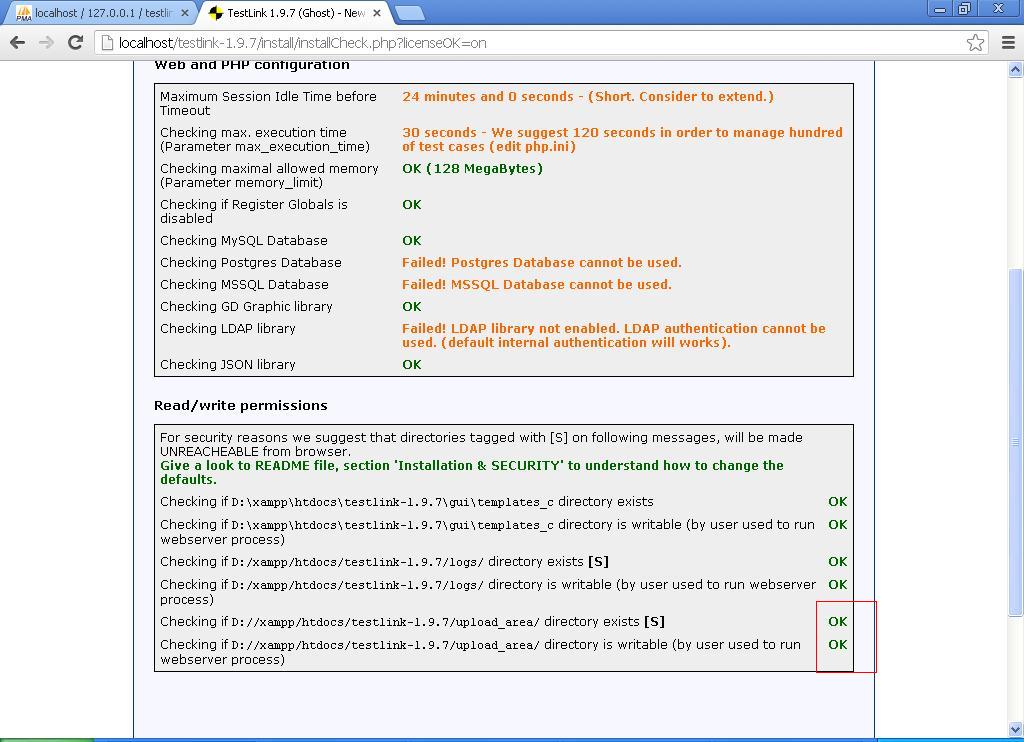 localhost / 127.0.0.1 / testlin
TestLink 1.9.7 (Ghost) - New
localhost/testlink-1.9.7/install/installCheck.php?licenseOK=on
Web and PHP configuration
Maximum Session Idle Time before Timeout
24 minutes and 0 seconds - (Short. Consider to extend.)
Checking max. execution time (Parameter max_execution_time)
30 seconds - We suggest 120 seconds in order to manage hundred of test cases (edit php.ini)
Checking maximal allowed memory (Parameter memory_limit)
OK (128 MegaBytes)
Checking if Register Globals is disabled
OK
Checking MySQL Database
OK
Checking Postgres Database
Failed! Postgres Database cannot be used.
Checking MSSQL Database
Failed! MSSQL Database cannot be used.
Checking GD Graphic library
OK
Checking LDAP library
Failed! LDAP library not enabled. LDAP authentication cannot be used. (default internal authentication will works).
Checking JSON library
OK
Read/write permissions
For security reasons we suggest that directories tagged with [S] on following messages, will be made
UNREACHEABLE from browser.
Give a look to README file, section 'Installation & SECURITY' to understand how to change the
defaults.
Checking if D:\xampp\htdocs\testlink-1.9.7\gui\templates_c directory exists
OK
Checking if D:\xampp\htdocs\testlink-1.9.7\gui\templates_c directory is writable (by user used to run
webserver process)
OK
Checking if D:/xampp/htdocs/testlink-1.9.7/logs/ directory exists [S]
OK
Checking if D:/xampp/htdocs/testlink-1.9.7/logs/ directory is writable (by user used to run webserver
process)
OK
Checking if D://xampp/htdocs/testlink-1.9.7/upload_area/ directory exists [S]
OK
Checking if D://xampp/htdocs/testlink-1.9.7/upload_area/ directory is writable (by user used to run
webserver process)
OK